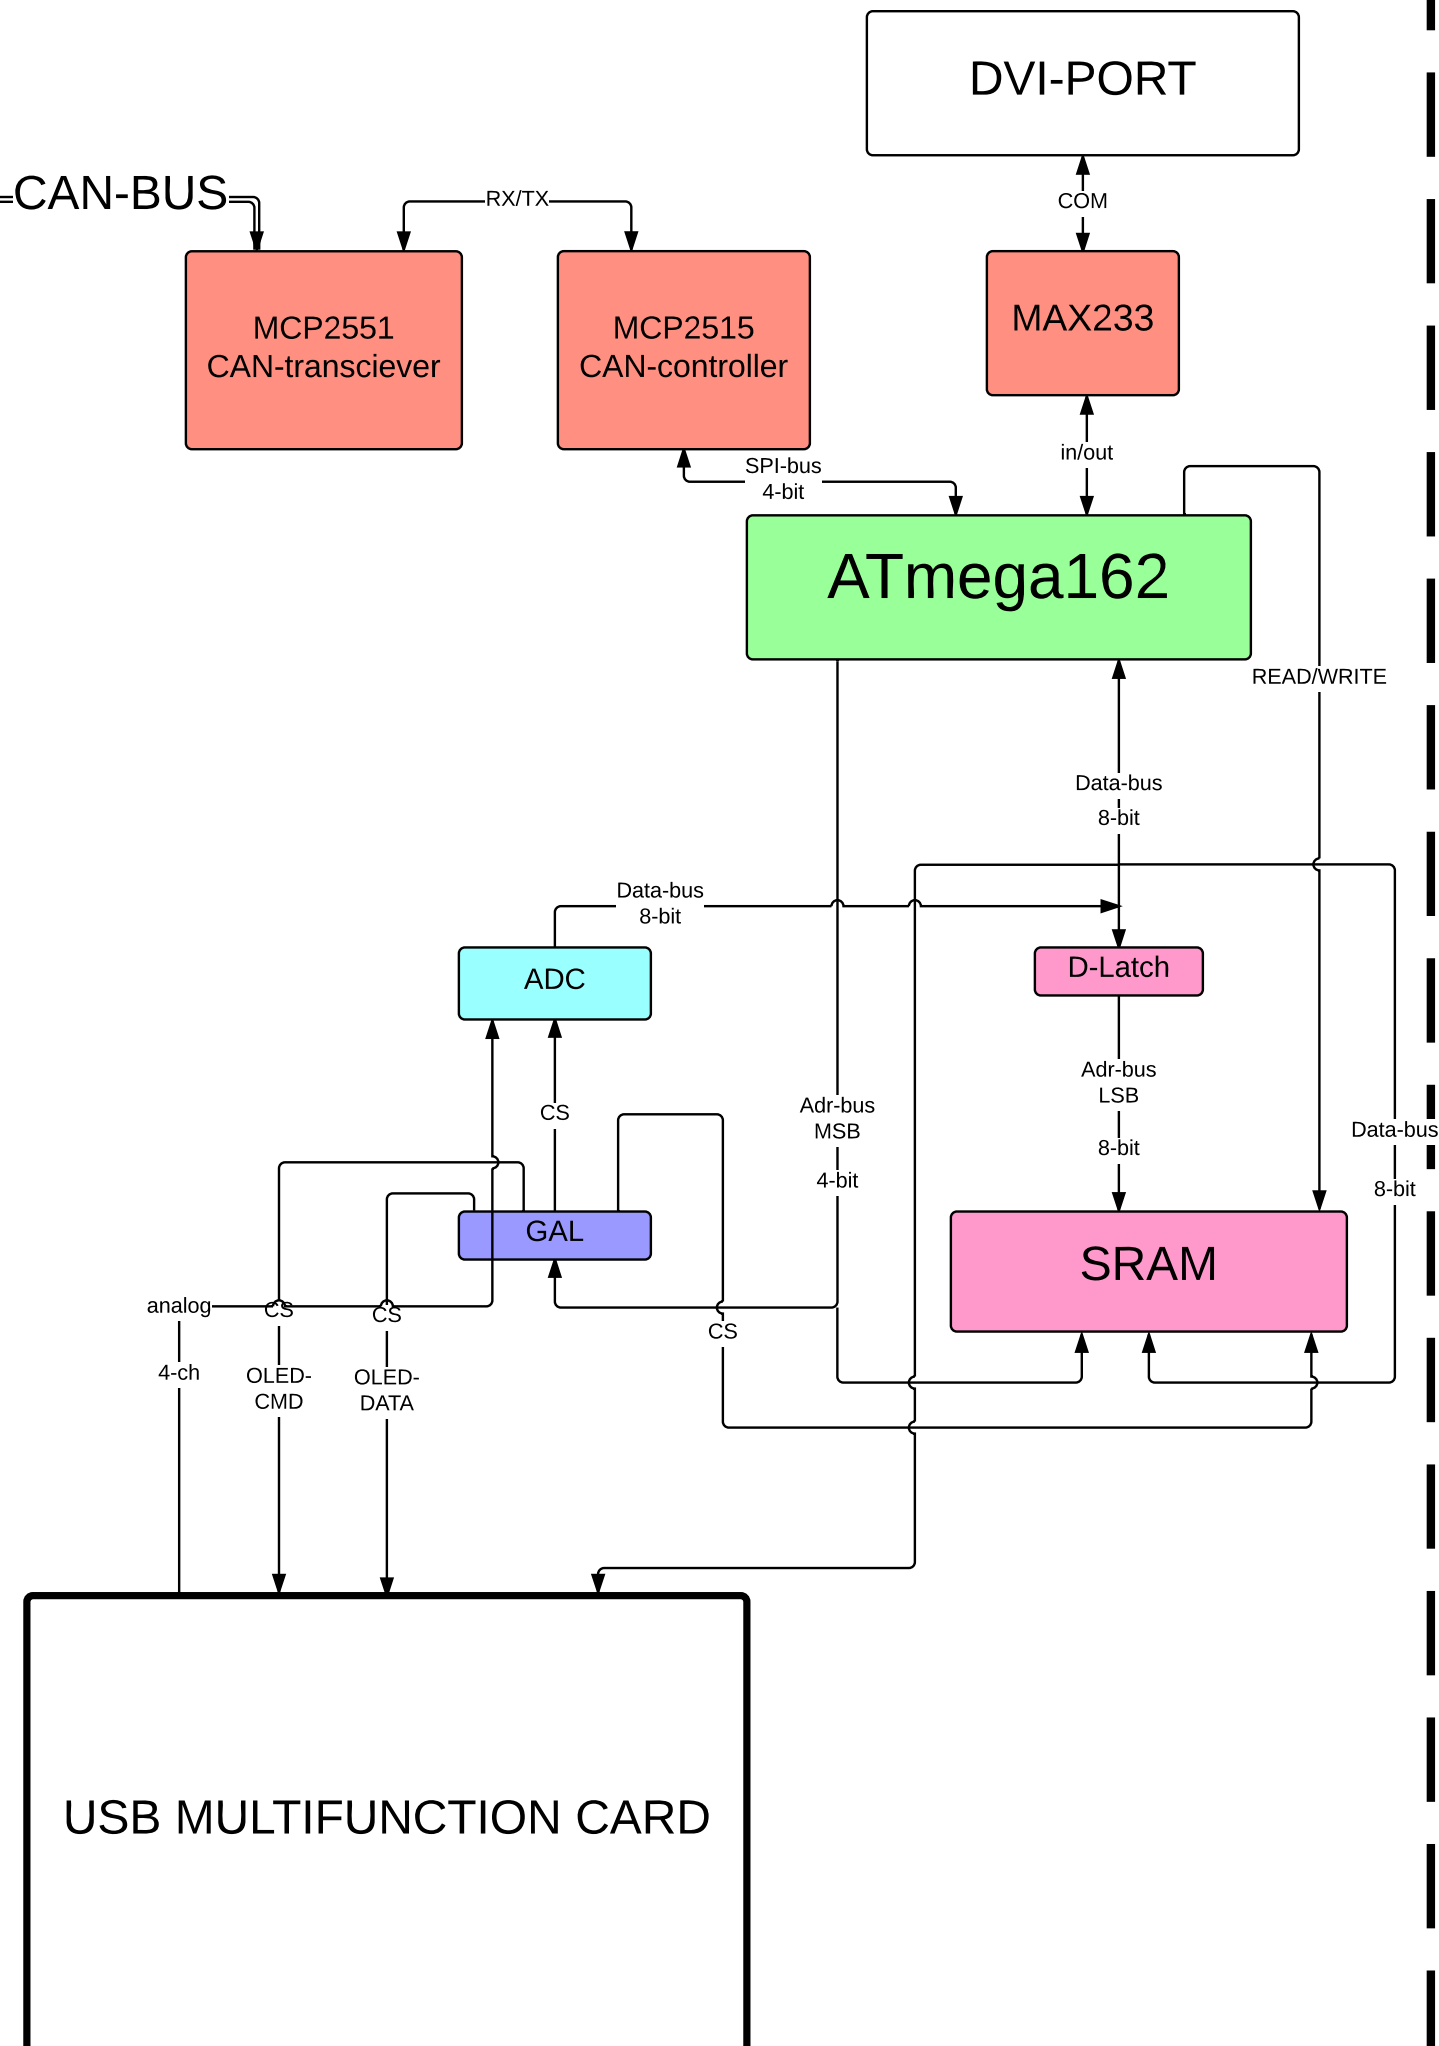 DVI-PORT
CAN-BUS
RX/TX
COM
MCP2551
CAN-transciever
MCP2515
CAN-controller
MAX233
SPI-bus
4-bit
in/out
ATmega162
READ/WRITE
Data-bus
8-bit
Data-bus
8-bit
ADC
D-Latch
CS
Adr-bus
MSB
4-bit
Adr-bus
LSB
8-bit
Data-bus
8-bit
GAL
SRAM
analog
4-ch
CS
OLED-
CMD
CS
OLED-
DATA
CS
USB MULTIFUNCTION CARD